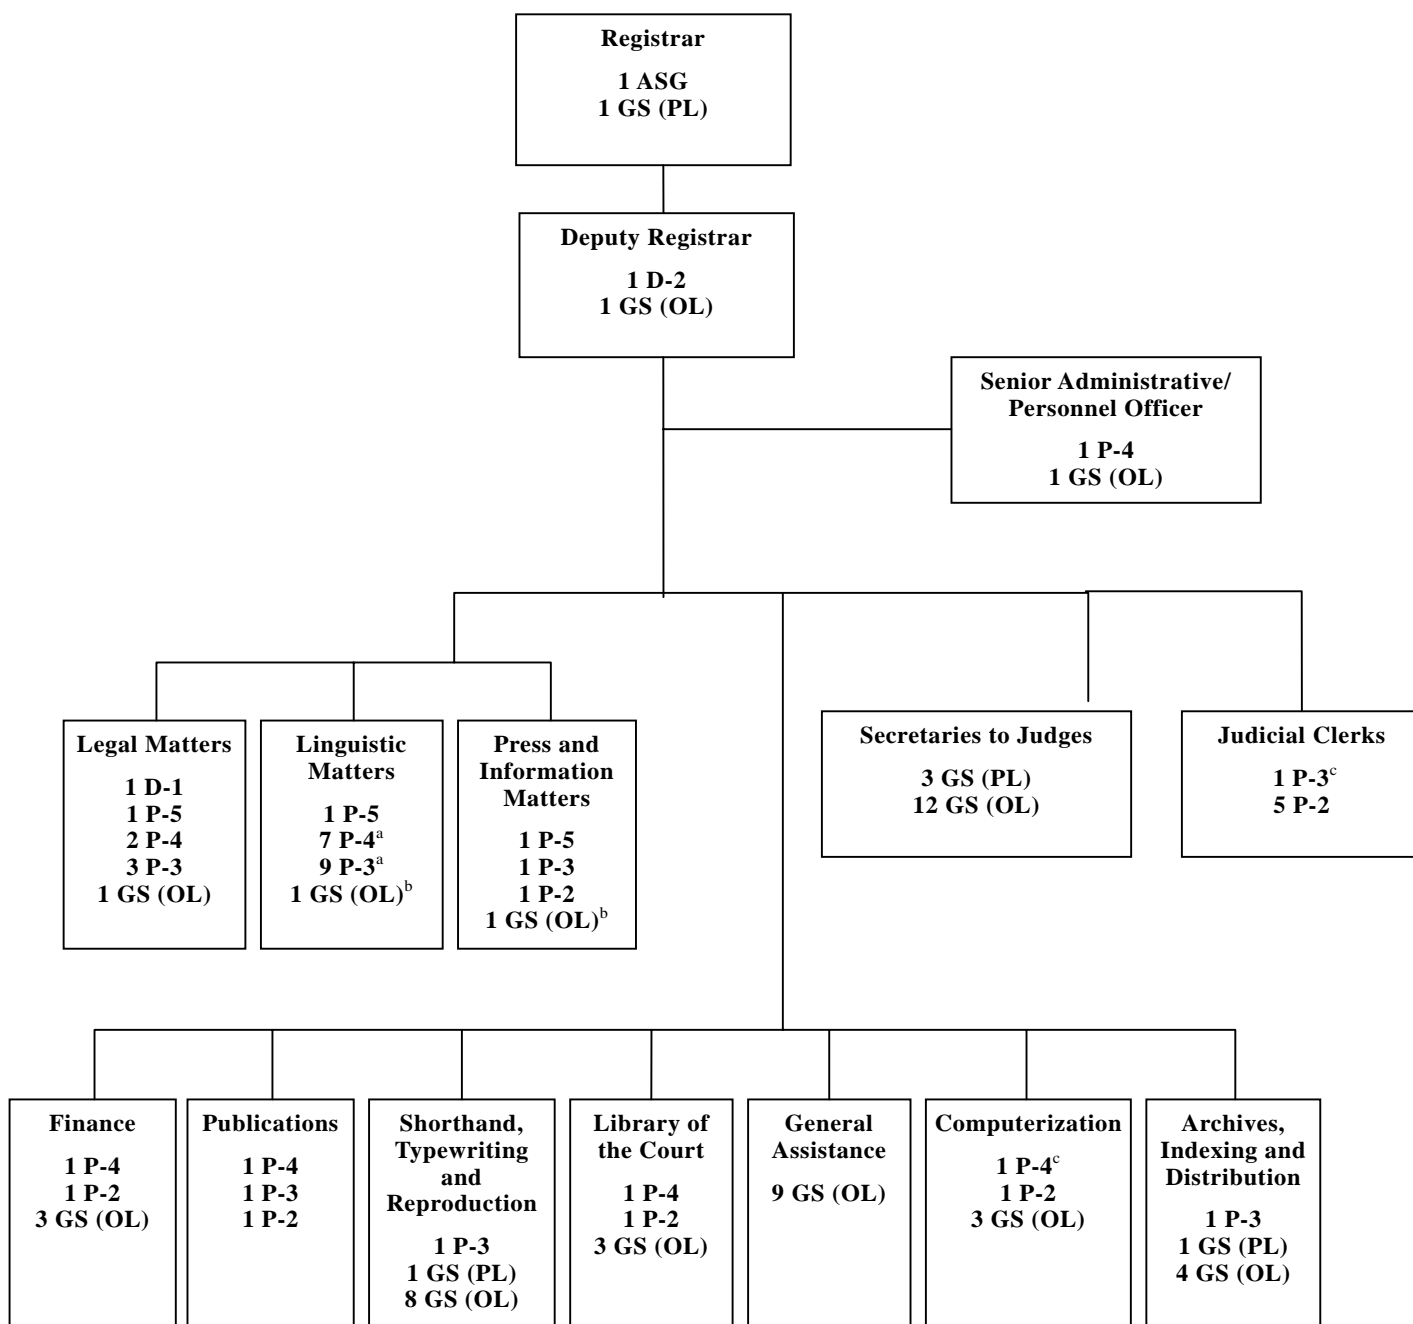 Registrar
1 ASG
1 GS (PL)
Deputy Registrar
1 D-2
1 GS (OL)
Senior Administrative/
Personnel Officer
1 P-4
1 GS (OL)
Legal Matters
1 D-1
1 P-5
2 P-4
3 P-3
1 GS (OL)
Linguistic
Matters
1 P-5
7 P-4a
9 P-3a
1 GS (OL)b
Press and
Information
Matters
1 P-5
1 P-3
1 P-2
1 GS (OL)b
Secretaries to Judges
3 GS (PL)
12 GS (OL)
Judicial Clerks
1 P-3c
5 P-2
Finance
1 P-4
1 P-2
3 GS (OL)
Publications
1 P-4
1 P-3
1 P-2
Shorthand,
Typewriting
and
Reproduction
1 P-3
1 GS (PL)
8 GS (OL)
Library of
the Court
1 P-4
1 P-2
3 GS (OL)
General
Assistance
9 GS (OL)
Computerization
1 P-4c
1 P-2
3 GS (OL)
Archives,
Indexing and
Distribution
1 P-3
1 GS (PL)
4 GS (OL)